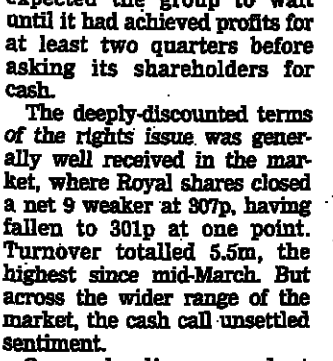 expected the group to wait
until it had achieved profits for
at least two quarters before
asking its shareholders for
cash.
The deeply-discounted terms
of the rights issue was gener-
ally well received in the mar-
ket, where Royal shares closed
a net 9 weaker at 307p, having
fallen to 301p at one point.
Turnover totalled 5.5m, the
highest since mid-March. But
across the wider range of the
market, the cash call unsettled
sentiment.